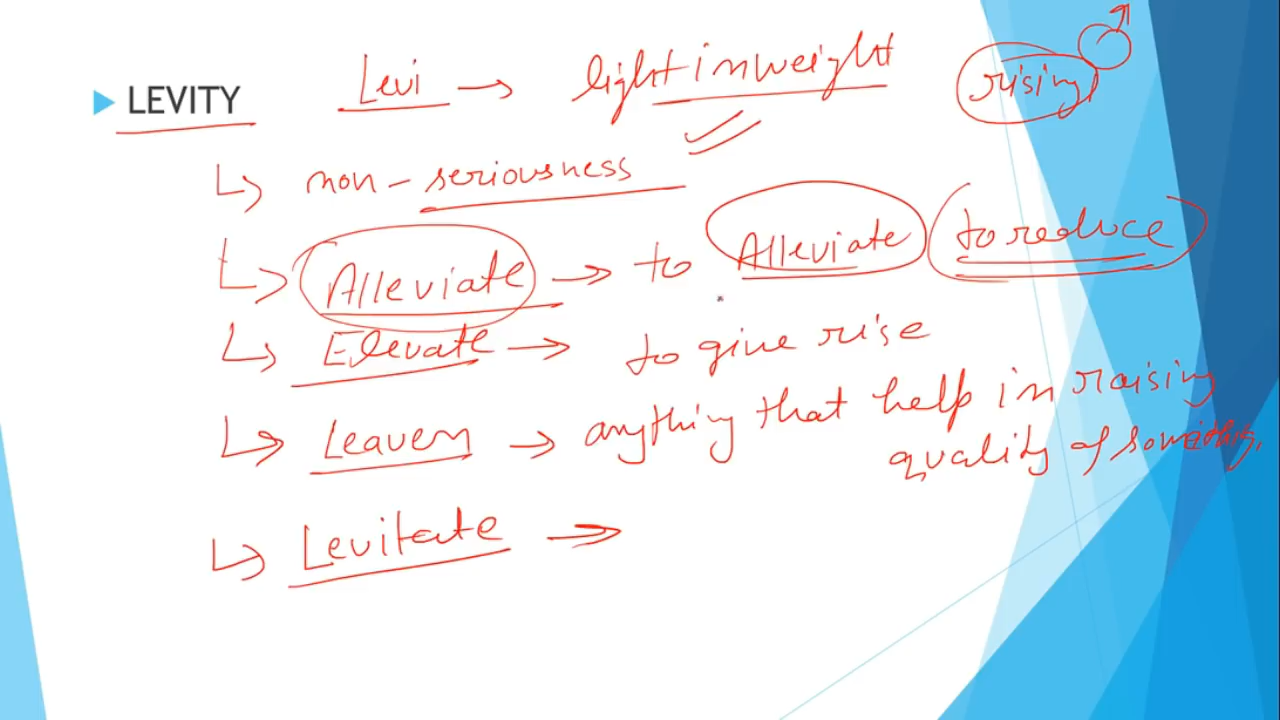 LEVITY Levi → light in weight rising
↳ non-seriousness
↳ Alleviate → to Alleviate (to reduce)
↳ Elevate → to give rise
↳ Leaven → anything that help in raising
quality of something.
↳ Levitate →